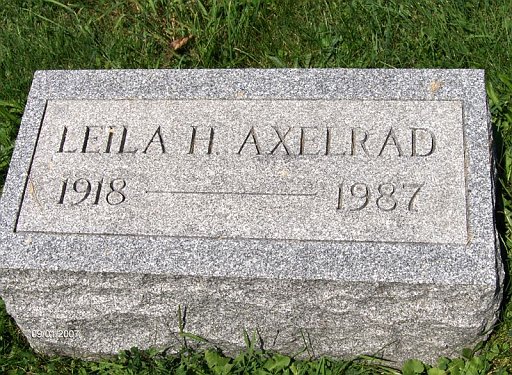 LEILA H. AXELRAD
1918 — 1987
09/01/2007